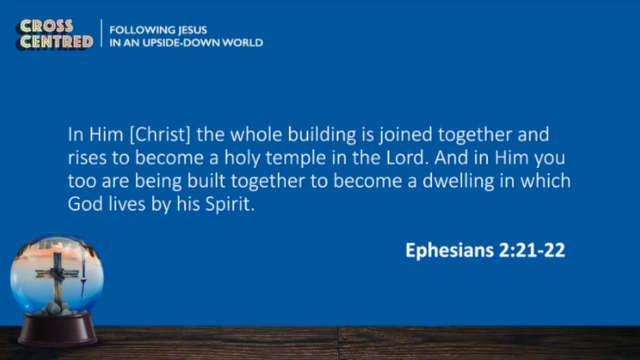 CROSS
CENTRED
FOLLOWING JESUS
IN AN UPSIDE-DOWN WORLD
In Him [Christ] the whole building is joined together and
rises to become a holy temple in the Lord. And in Him you
too are being built together to become a dwelling in which
God lives by his Spirit.
Ephesians 2:21-22